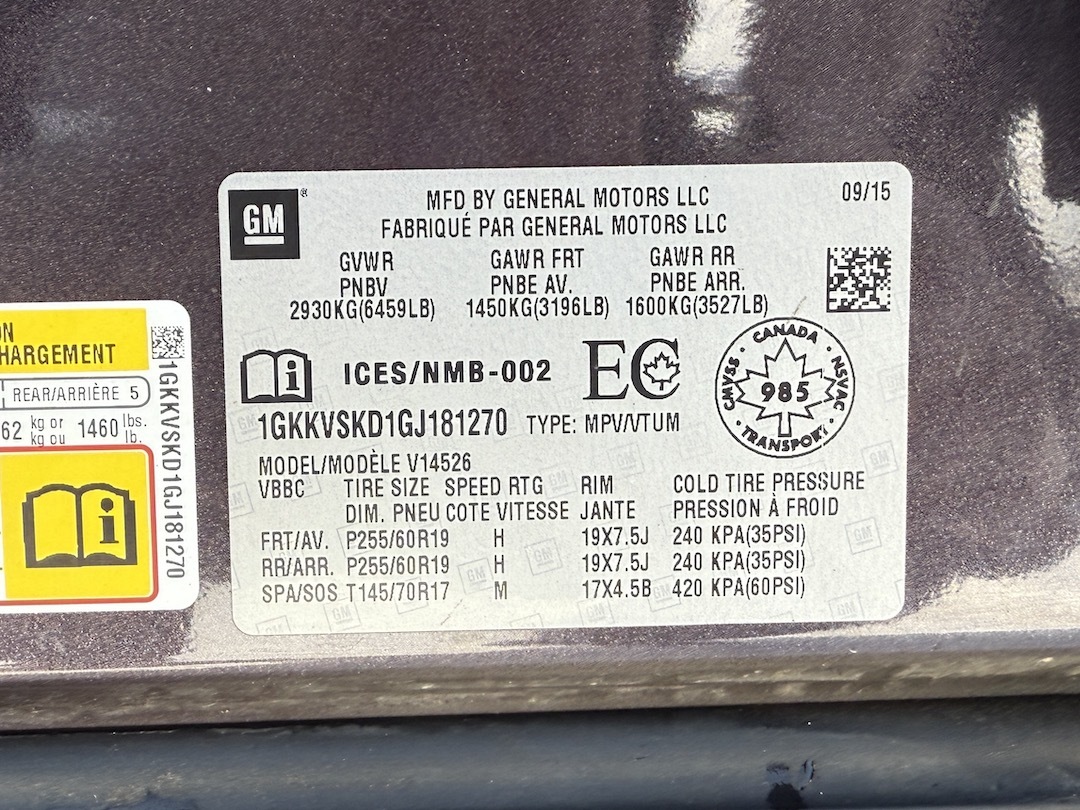 GM
MFD BY GENERAL MOTORS LLC
FABRIQUÉ PAR GENERAL MOTORS LLC
09/15
GVWR GAWR FRT GAWR RR
PNBV PNBE AV. PNBE ARR.
2930KG(6459LB) 1450KG(3196LB) 1600KG(3527LB)
ICES/NMB-002 EC
CANADA
CMVSS 985 NSVAC
TRANSPORT
1GKKVSKD1GJ181270 TYPE: MPV/VTUM
MODEL/MODÈLE V14526
VBBC TIRE SIZE SPEED RTG RIM COLD TIRE PRESSURE
DIM. PNEU COTE VITESSE JANTE PRESSION À FROID
FRT/AV. P255/60R19 H 19X7.5J 240 KPA(35PSI)
RR/ARR. P255/60R19 H 19X7.5J 240 KPA(35PSI)
SPA/SOS T145/70R17 M 17X4.5B 420 KPA(60PSI)
HARGEMENT
REAR/ARRIÈRE 5
62 kg or 1460 lbs.
kg ou lb.
1GKKVSKD1GJ181270